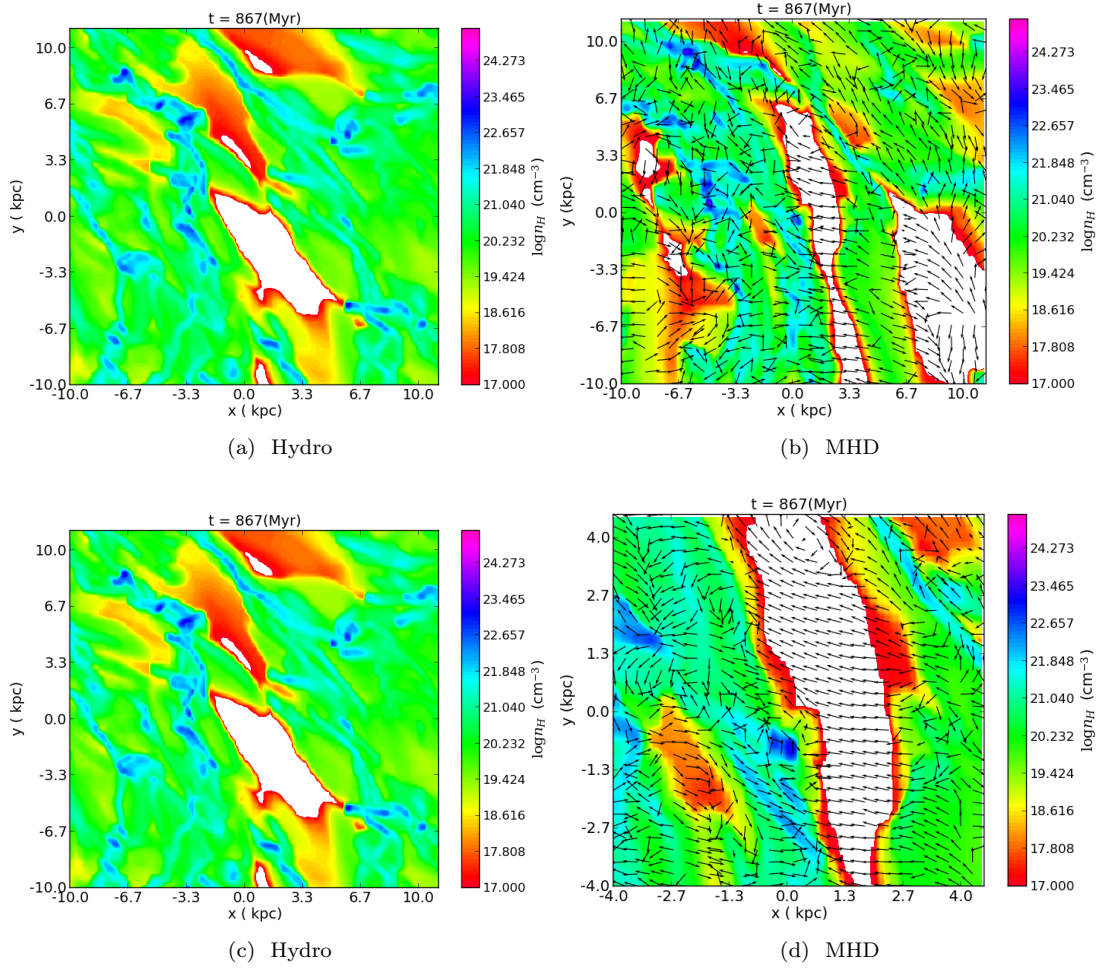 t = 867(Myr)
10.0
6.7
3.3
0.0
-3.3
-6.7
-10.0
y ( kpc)
-10.0 -6.7 -3.3 0.0 3.3 6.7 10.0
x ( kpc)
24.273
23.465
22.657
21.848
21.040
20.232
19.424
18.616
17.808
17.000
log n_H (cm⁻³)
(a) Hydro
t = 867(Myr)
10.0
6.7
3.3
0.0
-3.3
-6.7
-10.0
y (kpc)
-10.0 -6.7 -3.3 0.0 3.3 6.7 10.0
x ( kpc)
24.273
23.465
22.657
21.848
21.040
20.232
19.424
18.616
17.808
17.000
log n_H (cm⁻³)
(b) MHD
t = 867(Myr)
10.0
6.7
3.3
0.0
-3.3
-6.7
-10.0
y ( kpc)
-10.0 -6.7 -3.3 0.0 3.3 6.7 10.0
x ( kpc)
24.273
23.465
22.657
21.848
21.040
20.232
19.424
18.616
17.808
17.000
log n_H (cm⁻³)
(c) Hydro
t = 867(Myr)
4.0
2.7
1.3
0.0
-1.3
-2.7
-4.0
y (kpc)
-4.0 -2.7 -1.3 0.0 1.3 2.7 4.0
x ( kpc)
24.273
23.465
22.657
21.848
21.040
20.232
19.424
18.616
17.808
17.000
log n_H (cm⁻³)
(d) MHD